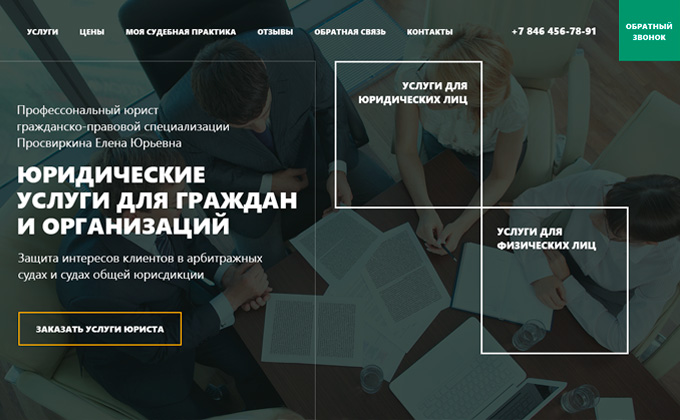 УСЛУГИ ЦЕНЫ МОЯ СУДЕБНАЯ ПРАКТИКА ОТЗЫВЫ ОБРАТНАЯ СВЯЗЬ КОНТАКТЫ +7 846 456-78-91
ОБРАТНЫЙ
ЗВОНОК
УСЛУГИ ДЛЯ
ЮРИДИЧЕСКИХ ЛИЦ
Профессональный юрист
гражданско-правовой специализации
Просвиркина Елена Юрьевна
ЮРИДИЧЕСКИЕ
УСЛУГИ ДЛЯ ГРАЖДАН
И ОРГАНИЗАЦИЙ
УСЛУГИ ДЛЯ
ФИЗИЧЕСКИХ ЛИЦ
Защита интересов клиентов в арбитражных
судах и судах общей юрисдикции
ЗАКАЗАТЬ УСЛУГИ ЮРИСТА